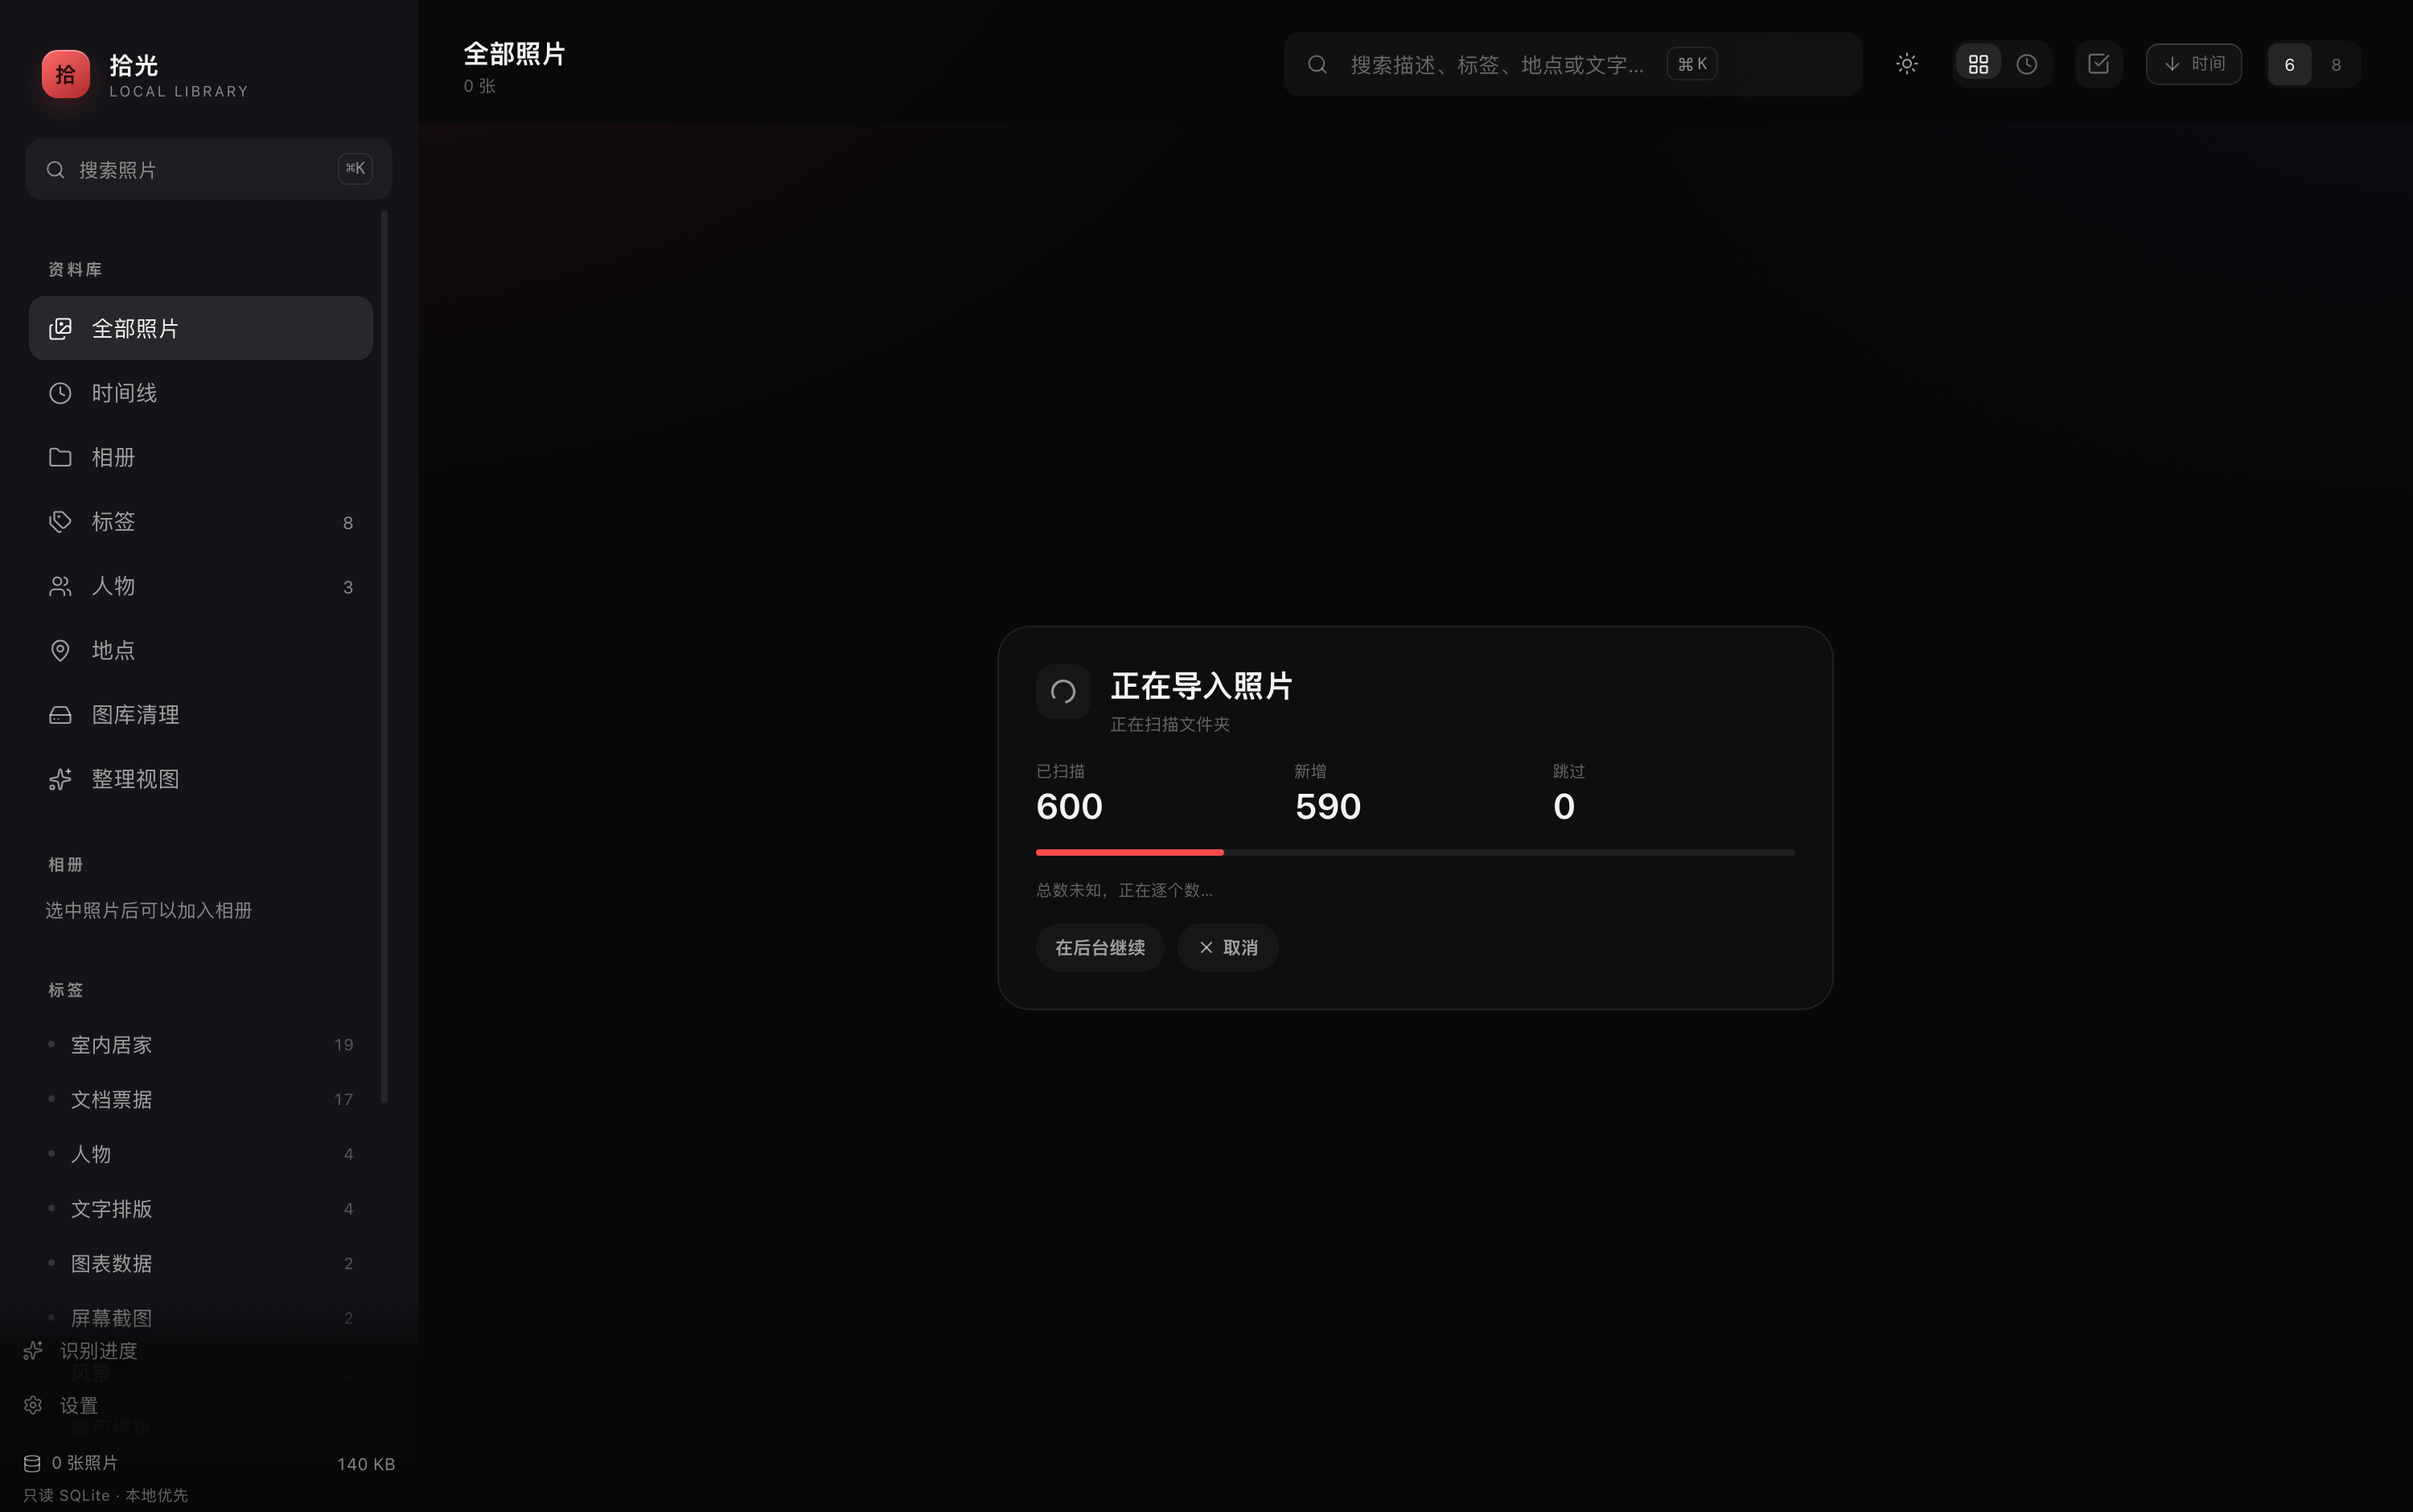 拾
拾光
LOCAL LIBRARY
搜索照片
⌘K
资料库
全部照片
时间线
相册
标签 8
人物 3
地点
图库清理
整理视图
相册
选中照片后可以加入相册
标签
室内居家 19
文档票据 17
人物 4
文字排版 4
图表数据 2
屏幕截图 2
识别进度
风景 2
设置
城市建筑
0 张照片 140 KB
只读 SQLite · 本地优先
全部照片
0 张
搜索描述、标签、地点或文字... ⌘ K
时间
6 8
正在导入照片
正在扫描文件夹
已扫描 新增 跳过
600 590 0
总数未知，正在逐个数...
在后台继续 取消